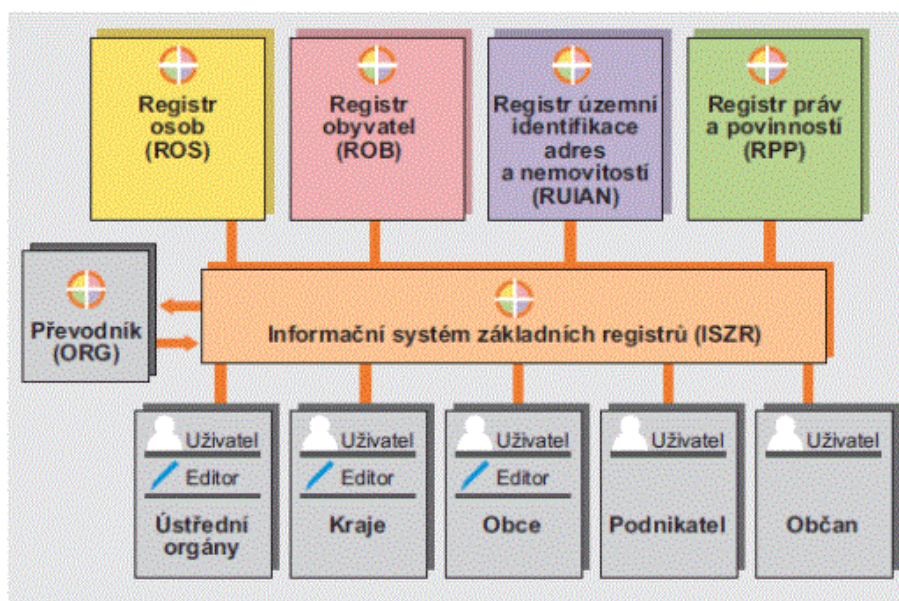 Registr
osob
(ROS)
Registr
obyvatel
(ROB)
Registr územní
identifikace
adres
a nemovitostí
(RUIAN)
Registr práv
a povinností
(RPP)
Převodník
(ORG)
Informační systém základních registrů (ISZR)
Uživatel
Editor
Ústřední
orgány
Uživatel
Editor
Kraje
Uživatel
Editor
Obce
Uživatel
Podnikatel
Uživatel
Občan